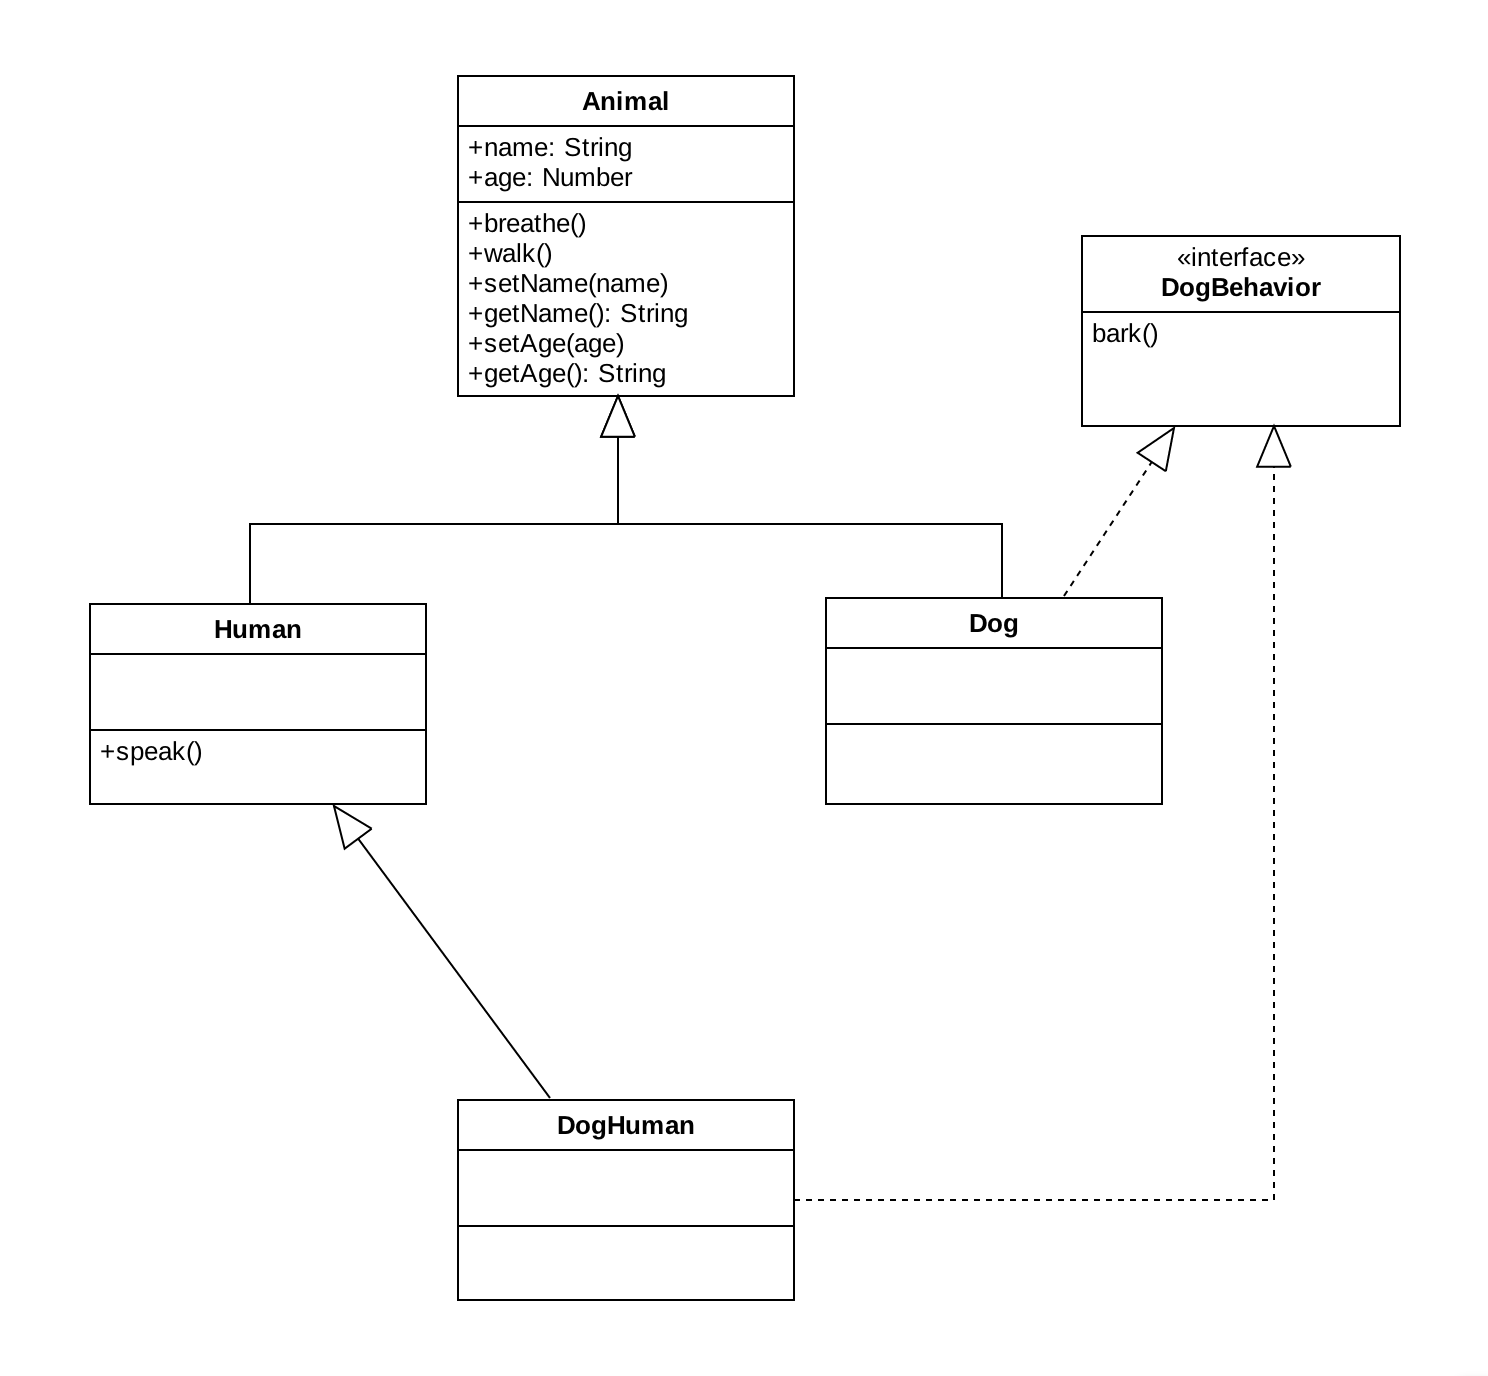 Animal
+name: String
+age: Number
+breathe()
+walk()
+setName(name)
+getName(): String
+setAge(age)
+getAge(): String
«interface»
DogBehavior
bark()
Human
+speak()
Dog
DogHuman